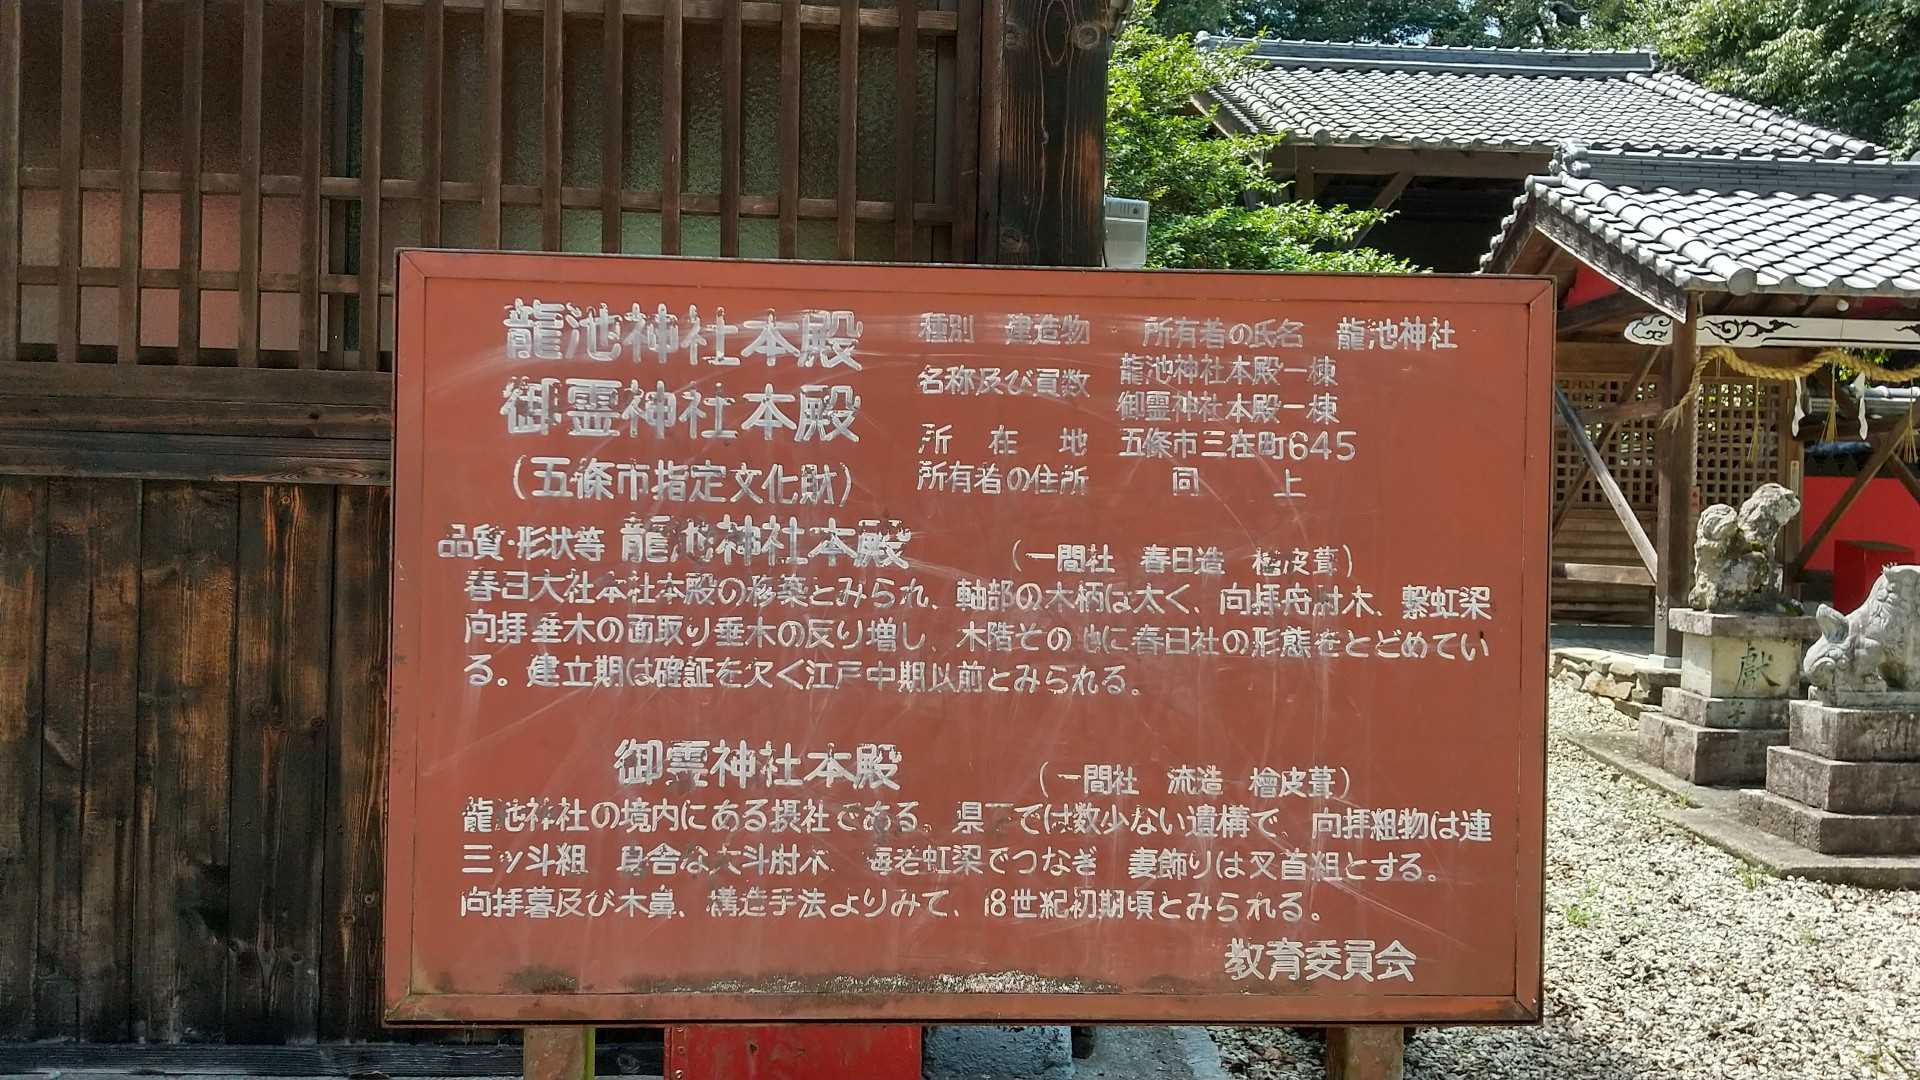 龍池神社本殿
御霊神社本殿
(五條市指定文化財)
種別 建造物 所有者の氏名 龍池神社
名称及び員数 龍池神社本殿一棟
御霊神社本殿一棟
所在地 五條市三在町645
所有者の住所 同上
品質・形状等 龍池神社本殿 (一間社 春日造 檜皮葺)
春日大社本社本殿の移築とみられ、軸部の木柄は太く、向拝舟肘木、繋虹梁
向拝垂木の面取り垂木の反り増し、木階その他に春日社の形態をとどめてい
る。建立期は確証を欠く江戸中期以前とみられる。
御霊神社本殿 (一間社 流造 檜皮葺)
龍池神社の境内にある摂社である。県下では数少ない遺構で、向拝組物は連
三ッ斗組 身舎な大斗肘木 海老虹梁でつなぎ 妻飾りは叉首組とする。
向拝蟇及び木鼻、構造手法よりみて、18世紀初期頃とみられる。
教育委員会
献